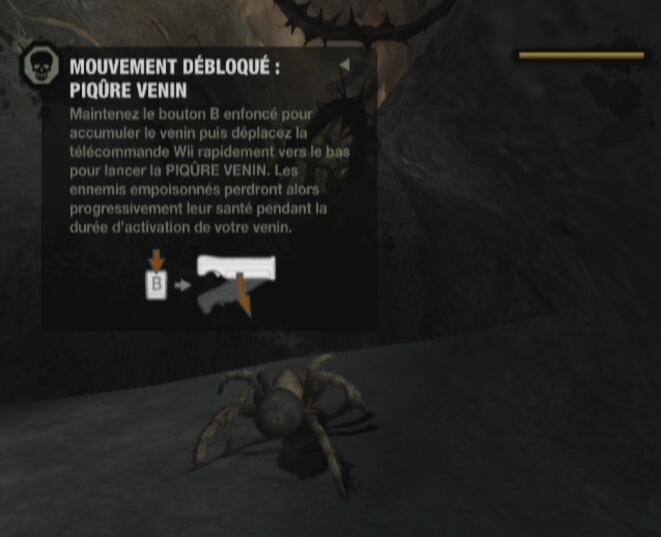 MOUVEMENT DÉBLOQUÉ :
PIQÛRE VENIN
Maintenez le bouton B enfoncé pour
accumuler le venin puis déplacez la
télécommande Wii rapidement vers le bas
pour lancer la PIQÛRE VENIN. Les
ennemis empoisonnés perdront alors
progressivement leur santé pendant la
durée d'activation de votre venin.
B